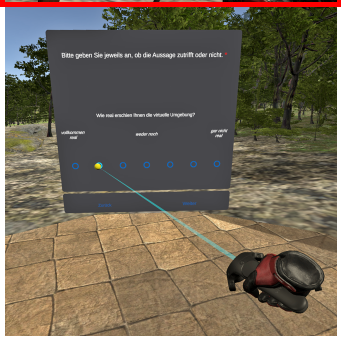 Bitte geben Sie jeweils an, ob die Aussage zutrifft oder nicht. *
Wie real erschien Ihnen die virtuelle Umgebung?
vollkommen real
weder noch
gar nicht real